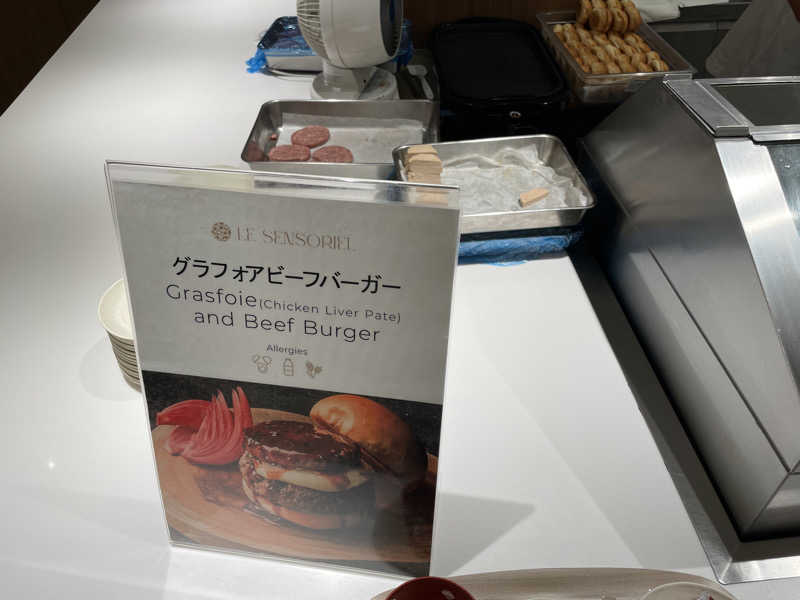 LE SENSORIEL
グラフォアビーフバーガー
Grasfoie(Chicken Liver Pate)
and Beef Burger
Allergies